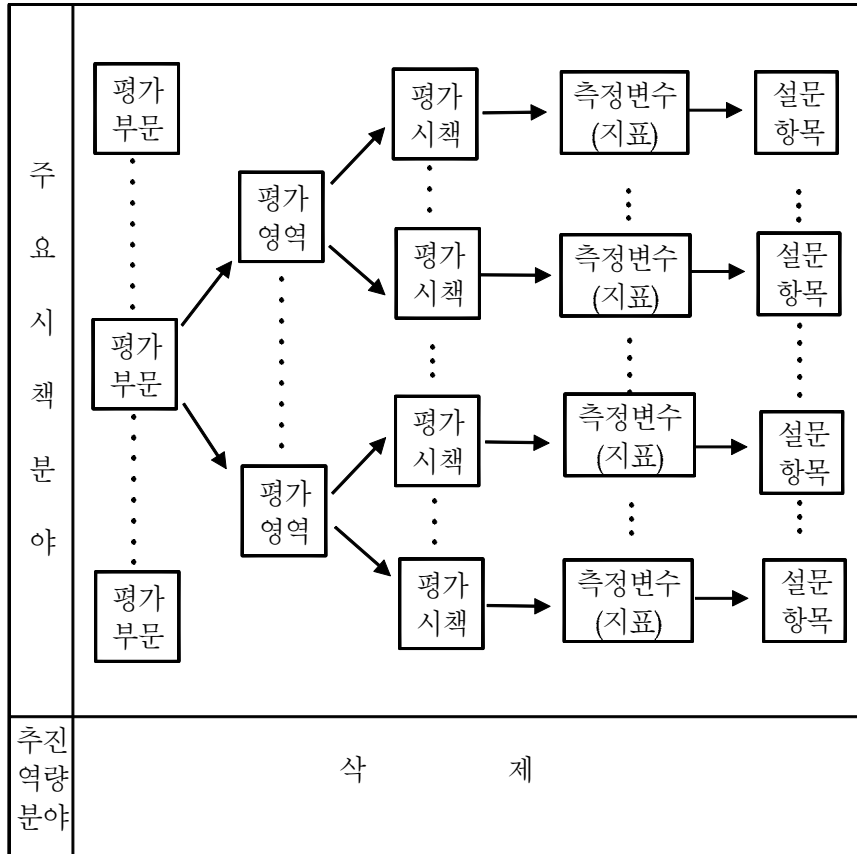 주
요
시
책
분
야
평가
부문
평가
부문
평가
부문
평가
영역
평가
영역
평가
시책
평가
시책
평가
시책
평가
시책
측정변수
(지표)
측정변수
(지표)
측정변수
(지표)
측정변수
(지표)
설문
항목
설문
항목
설문
항목
설문
항목
추진
역량
분야
삭 제